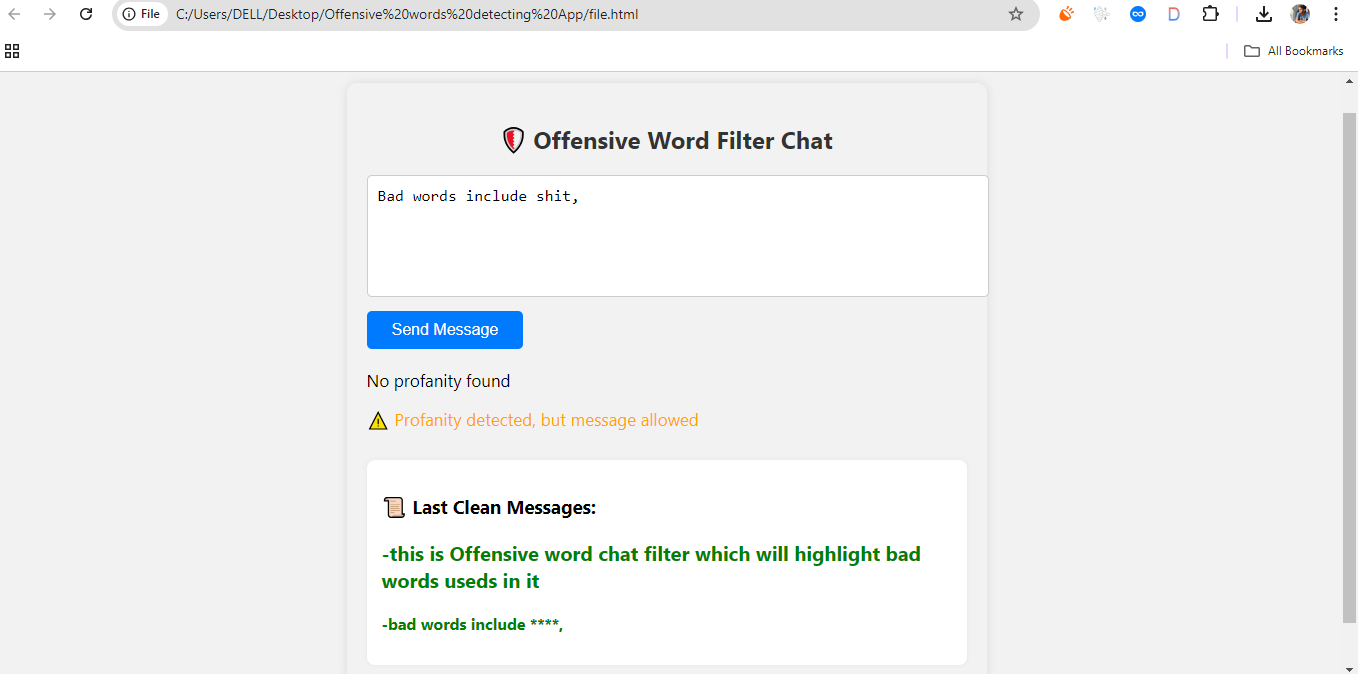 File C:/Users/DELL/Desktop/Offensive%20words%20detecting%20App/file.html
All Bookmarks
Offensive Word Filter Chat
Bad words include shit,
Send Message
No profanity found
Profanity detected, but message allowed
Last Clean Messages:
-this is Offensive word chat filter which will highlight bad
words useds in it
-bad words include ****,